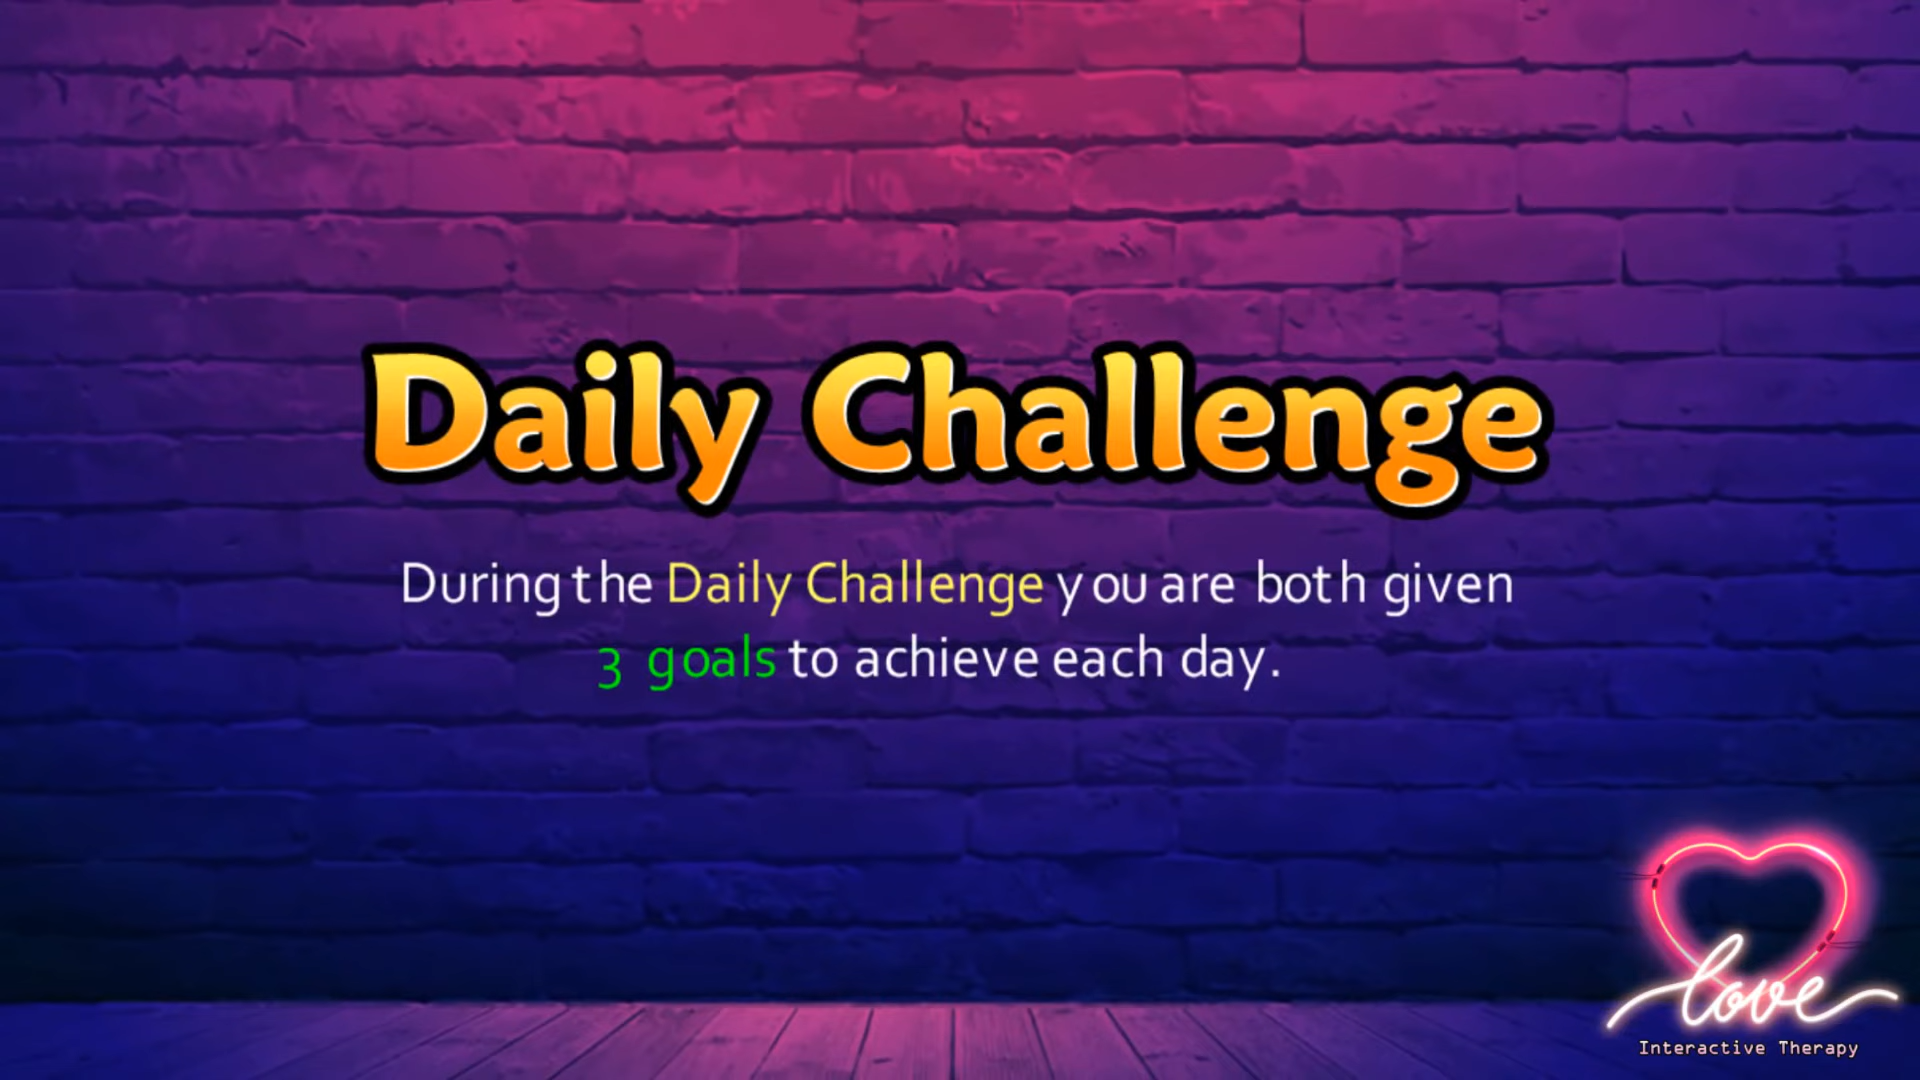 Daily Challenge
During the Daily Challenge you are both given
3 goals to achieve each day.
love
Interactive Therapy